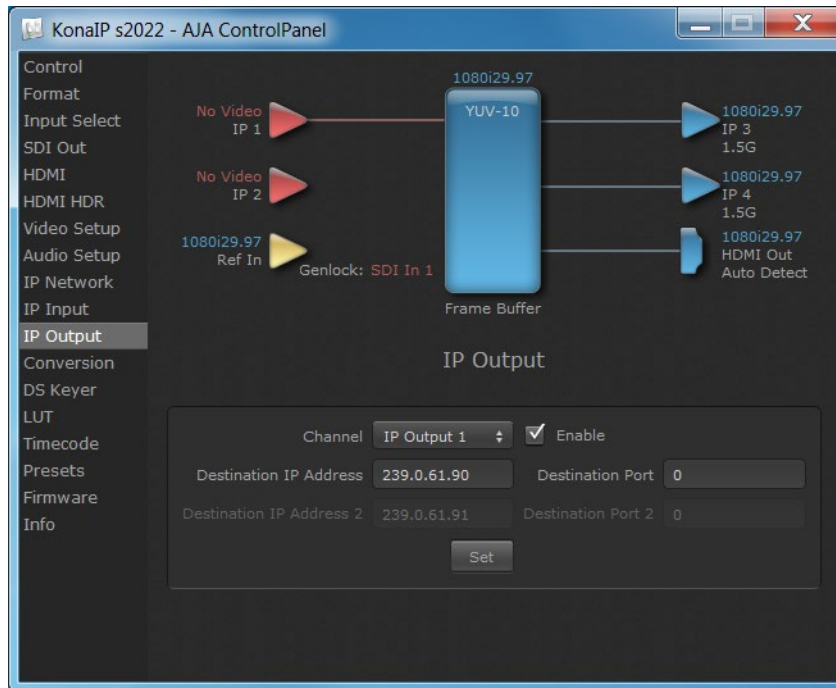 KonaIP s2022 - AJA ControlPanel
Control
Format
Input Select
SDI Out
HDMI
HDMI HDR
Video Setup
Audio Setup
IP Network
IP Input
IP Output
Conversion
DS Keyer
LUT
Timecode
Presets
Firmware
Info
1080i29.97
No Video
IP 1
YUV-10
1080i29.97
IP 3
1.5G
No Video
IP 2
1080i29.97
IP 4
1.5G
1080i29.97
Ref In
Genlock: SDI In 1
1080i29.97
HDMI Out
Auto Detect
Frame Buffer
IP Output
Channel IP Output 1 Enable
Destination IP Address 239.0.61.90 Destination Port 0
Destination IP Address 2 239.0.61.91 Destination Port 2 0
Set